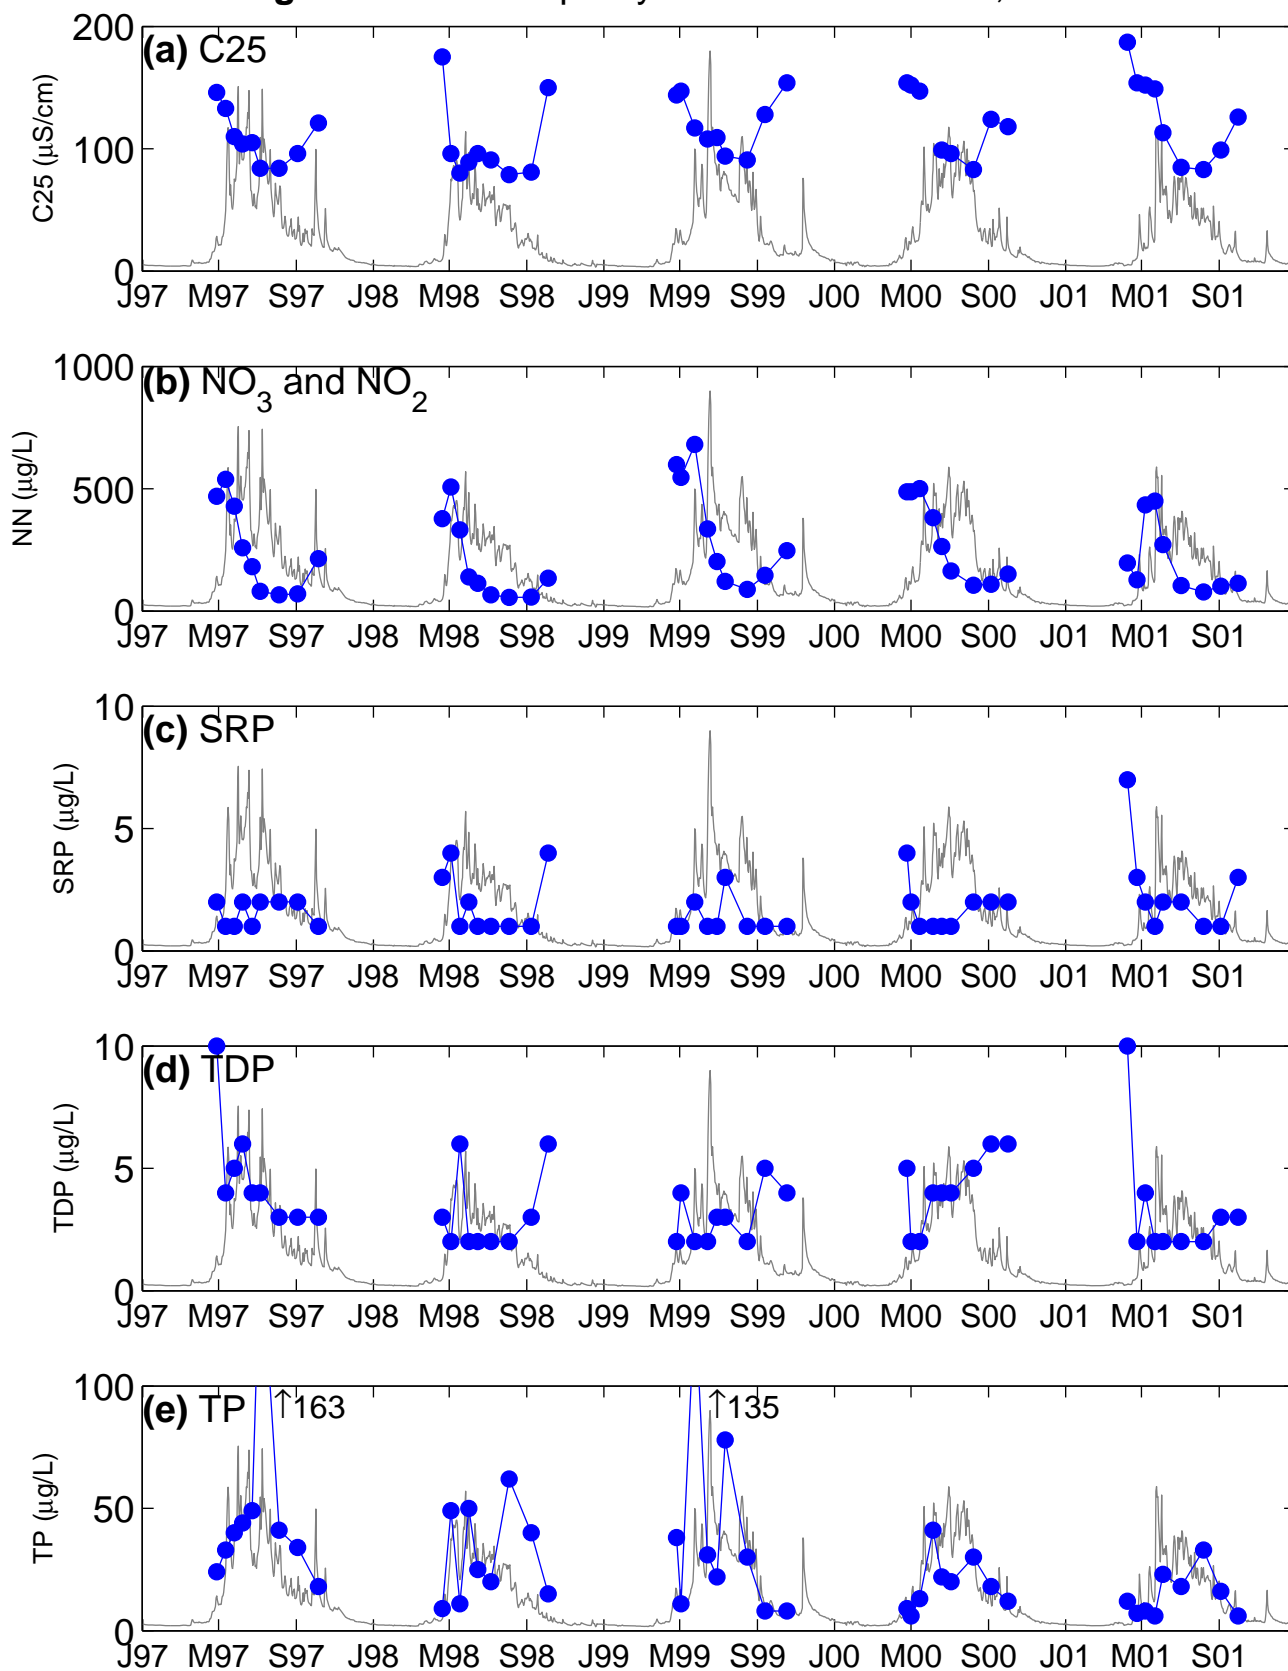 200
(a) C25
100
0
C25 (µS/cm)
J97 M97 S97 J98 M98 S98 J99 M99 S99 J00 M00 S00 J01 M01 S01
1000
(b) NO3 and NO2
500
0
NN (µg/L)
J97 M97 S97 J98 M98 S98 J99 M99 S99 J00 M00 S00 J01 M01 S01
10
(c) SRP
5
0
SRP (µg/L)
J97 M97 S97 J98 M98 S98 J99 M99 S99 J00 M00 S00 J01 M01 S01
10
(d) TDP
5
0
TDP (µg/L)
J97 M97 S97 J98 M98 S98 J99 M99 S99 J00 M00 S00 J01 M01 S01
100
(e) TP ↑163 ↑135
50
0
TP (µg/L)
J97 M97 S97 J98 M98 S98 J99 M99 S99 J00 M00 S00 J01 M01 S01